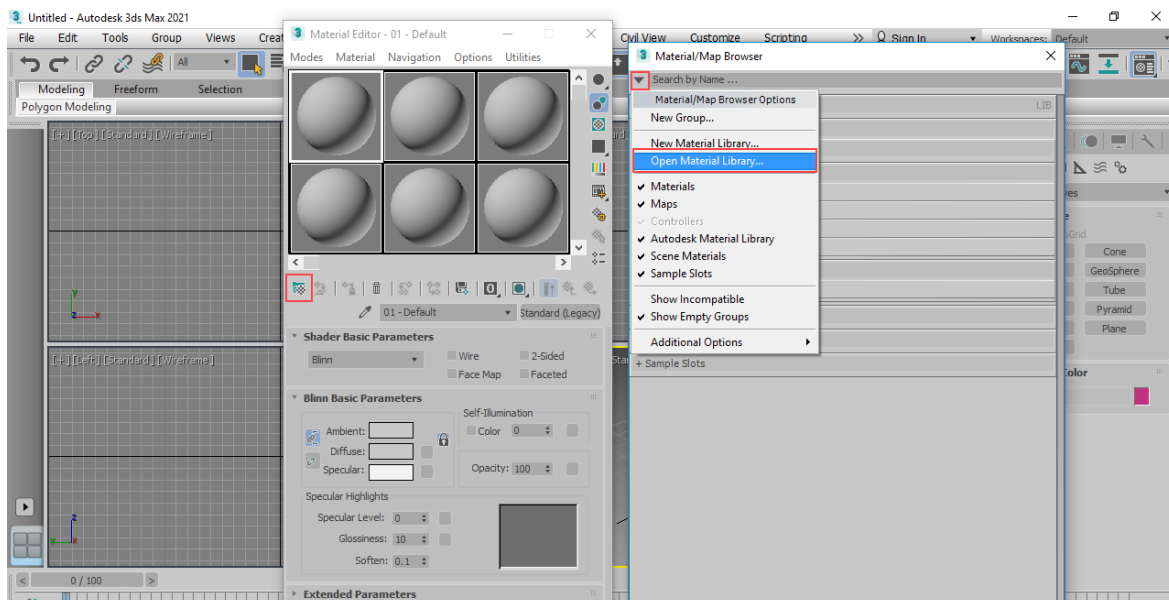 Untitled - Autodesk 3ds Max 2021
File Edit Tools Group Views Creat
Civil View Customize Scripting Sign In Workspaces: Default
All
Modeling Freeform Selection
Polygon Modeling
[+] [Top ] [Standard ] [Wireframe ]
y
z x
[+] [Left ] [Standard ] [Wireframe ]
z
y x
0 / 100
Material Editor - 01 - Default
Modes Material Navigation Options Utilities
01 - Default Standard (Legacy)
Shader Basic Parameters
Blinn Wire 2-Sided
Face Map Faceted
Blinn Basic Parameters
Self-Illumination
Ambient: Color 0
Diffuse:
Specular: Opacity: 100
Specular Highlights
Specular Level: 0
Glossiness: 10
Soften: 0.1
Extended Parameters
Material/Map Browser
Search by Name ...
LIB
Material/Map Browser Options
New Group...
New Material Library...
Open Material Library...
Materials
Maps
Controllers
Autodesk Material Library
Scene Materials
Sample Slots
Show Incompatible
Show Empty Groups
Additional Options
+ Sample Slots
Cone
GeoSphere
Tube
Pyramid
Plane